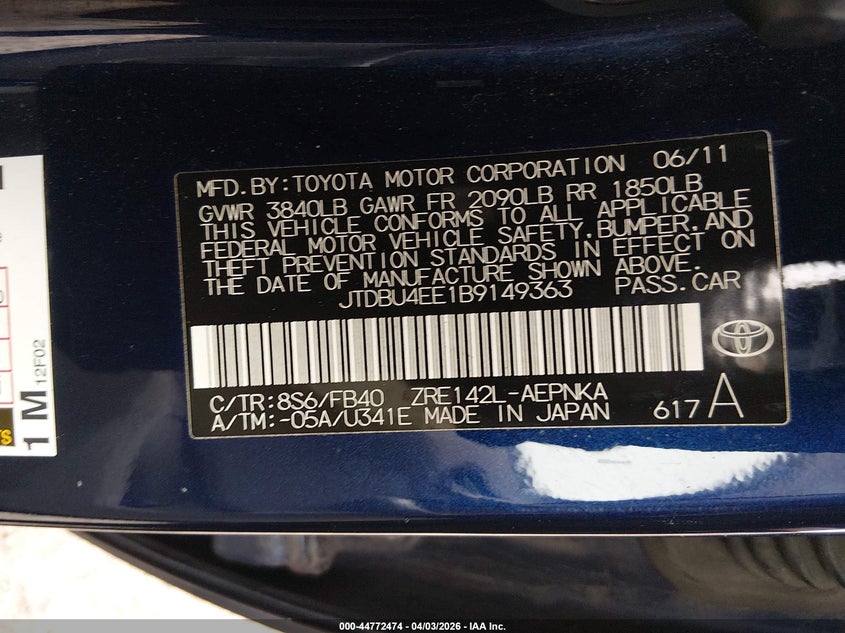 MFD.BY:TOYOTA MOTOR CORPORATION 06/11
GVWR 3840LB GAWR FR 2090LB RR 1850LB
THIS VEHICLE CONFORMS TO ALL APPLICABLE
FEDERAL MOTOR VEHICLE SAFETY,BUMPER,AND
THEFT PREVENTION STANDARDS IN EFFECT ON
THE DATE OF MANUFACTURE SHOWN ABOVE.
JTDBU4EE1B9149363 PASS.CAR
C/TR:8S6/FB40 ZRE142L-AEPNKA
A/TM:-05A/U341E MADE IN JAPAN 617A
1 M
12F02
000-44772474 - 04/03/2026 - IAA Inc.